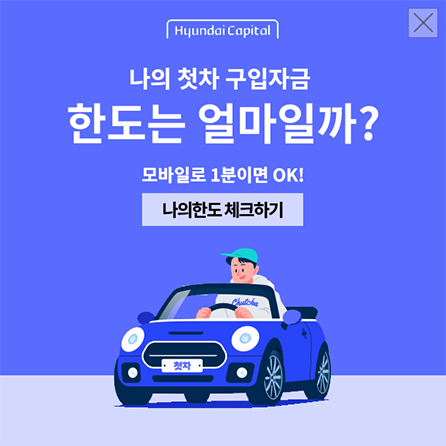 Hyundai Capital
나의 첫차 구입자금
한도는 얼마일까?
모바일로 1분이면 OK!
나의한도 체크하기
Chutcha
첫차